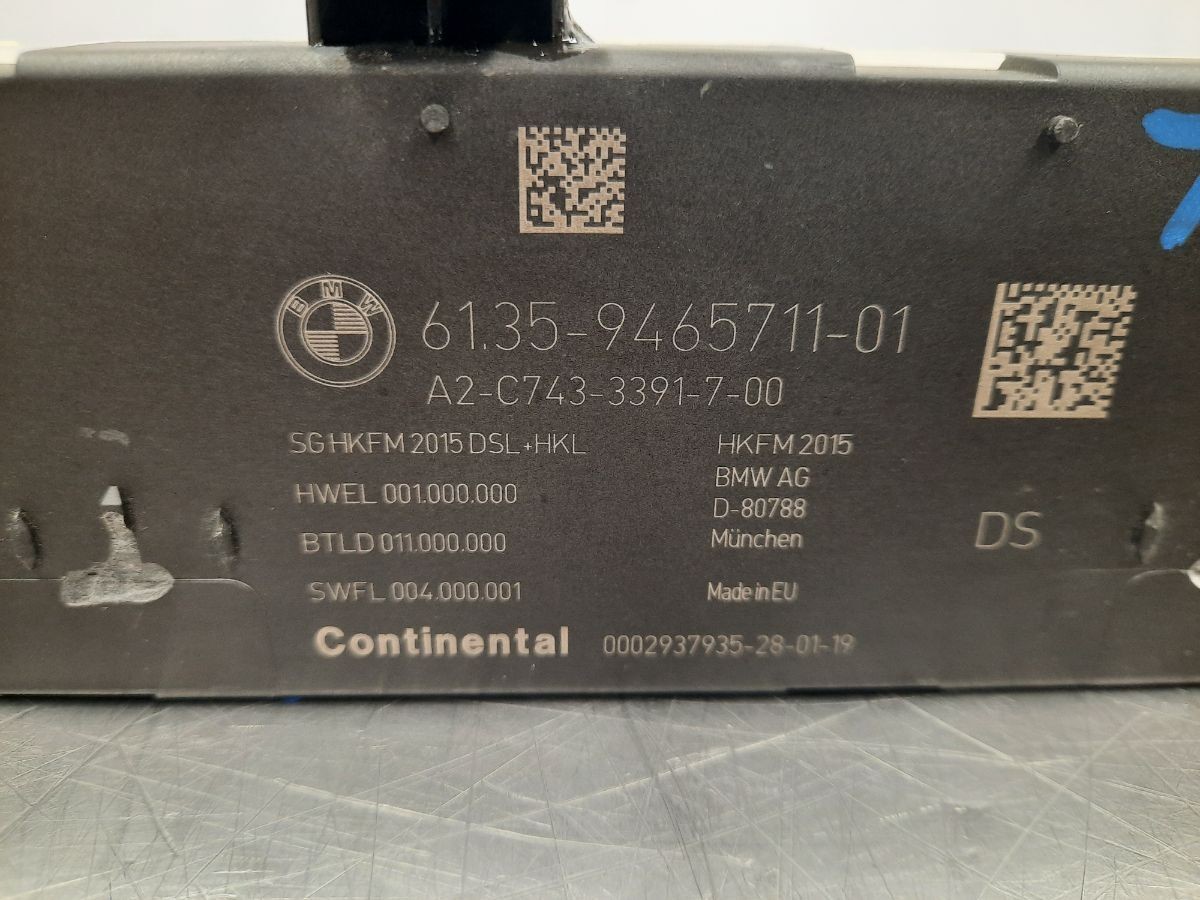 BMW
61.35-9465711-01
A2-C743-3391-7-00
SG HKFM 2015 DSL+HKL
HWEL 001.000.000
BTLD 011.000.000
SWFL 004.000.001
HKFM 2015
BMW AG
D-80788
München
Made in EU
DS
Continental 0002937935-28-01-19